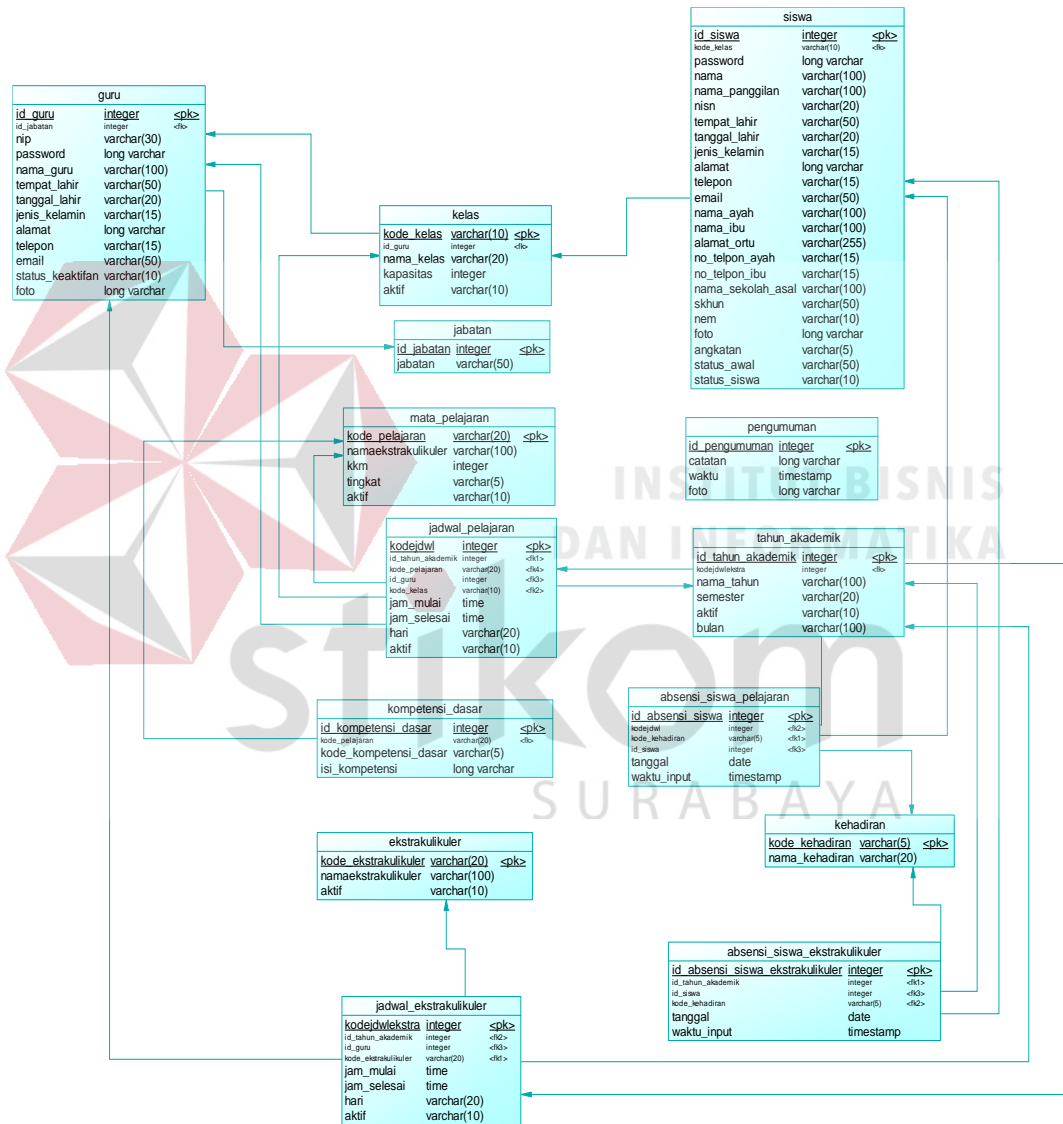 siswa
id_siswa integer <pk>
kode_kelas varchar(10) <fk>
password long varchar
nama varchar(100)
nama_panggilan varchar(100)
nisn varchar(20)
tempat_lahir varchar(50)
tanggal_lahir varchar(20)
jenis_kelamin varchar(15)
alamat long varchar
telepon varchar(15)
email varchar(50)
nama_ayah varchar(100)
nama_ibu varchar(100)
alamat_ortu varchar(255)
no_telpon_ayah varchar(15)
no_telpon_ibu varchar(15)
nama_sekolah_asal varchar(100)
skhun varchar(50)
nem varchar(10)
foto long varchar
angkatan varchar(5)
status_awal varchar(50)
status_siswa varchar(10)
guru
id_guru integer <pk>
id_jabatan integer <fk>
nip varchar(30)
password long varchar
nama_guru varchar(100)
tempat_lahir varchar(50)
tanggal_lahir varchar(20)
jenis_kelamin varchar(15)
alamat long varchar
telepon varchar(15)
email varchar(50)
status_keaktifan varchar(10)
foto long varchar
kelas
kode_kelas varchar(10) <pk>
id_guru integer <fk>
nama_kelas varchar(20)
kapasitas integer
aktif varchar(10)
jabatan
id_jabatan integer <pk>
jabatan varchar(50)
mata_pelajaran
kode_pelajaran varchar(20) <pk>
namaekstrakulikuler varchar(100)
kkm integer
tingkat varchar(5)
aktif varchar(10)
pengumuman
id_pengumuman integer <pk>
catatan long varchar
waktu timestamp
foto long varchar
INSTITUT BISNIS
DAN INFORMATIKA
jadwal_pelajaran
kodejdwl integer <pk>
id_tahun_akademik integer <fk1>
kode_pelajaran varchar(20) <fk4>
id_guru integer <fk3>
kode_kelas varchar(10) <fk2>
jam_mulai time
jam_selesai time
hari varchar(20)
aktif varchar(10)
tahun_akademik
id_tahun_akademik integer <pk>
kodejdwlekstra integer <fk>
nama_tahun varchar(100)
semester varchar(20)
aktif varchar(10)
bulan varchar(100)
stikom
kompetensi_dasar
id_kompetensi_dasar integer <pk>
kode_pelajaran varchar(20) <fk>
kode_kompetensi_dasar varchar(5)
isi_kompetensi long varchar
absensi_siswa_pelajaran
id_absensi_siswa integer <pk>
kodejdwl integer <fk2>
kode_kehadiran varchar(5) <fk1>
id_siswa integer <fk3>
tanggal date
waktu_input timestamp
SURABAYA
kehadiran
kode_kehadiran varchar(5) <pk>
nama_kehadiran varchar(20)
ekstrakulikuler
kode_ekstrakulikuler varchar(20) <pk>
namaekstrakulikuler varchar(100)
aktif varchar(10)
absensi_siswa_ekstrakulikuler
id_absensi_siswa_ekstrakulikuler integer <pk>
id_tahun_akademik integer <fk1>
id_siswa integer <fk3>
kode_kehadiran varchar(5) <fk2>
tanggal date
waktu_input timestamp
jadwal_ekstrakulikuler
kodejdwlekstra integer <pk>
id_tahun_akademik integer <fk2>
id_guru integer <fk3>
kode_ekstrakulikuler varchar(20) <fk1>
jam_mulai time
jam_selesai time
hari varchar(20)
aktif varchar(10)